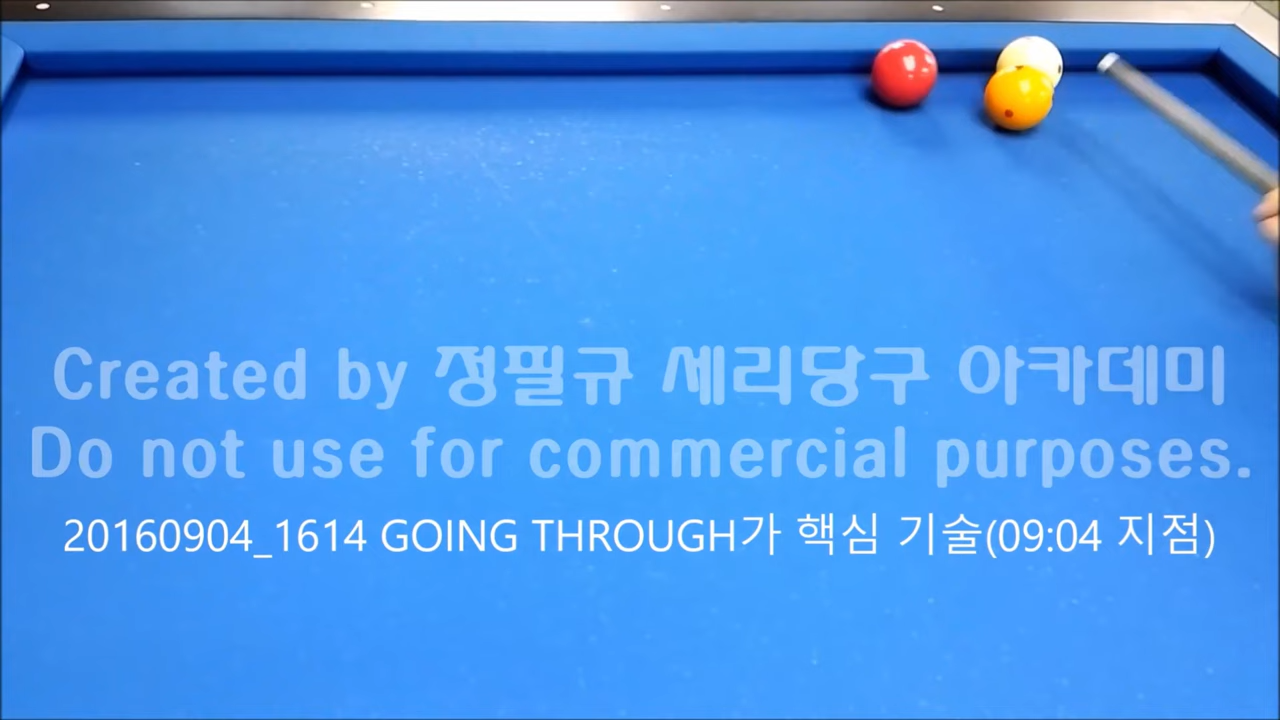 Created by 정필규 세리당구 아카데미
Do not use for commercial purposes.
20160904_1614 GOING THROUGH가 핵심 기술(09:04 지점)